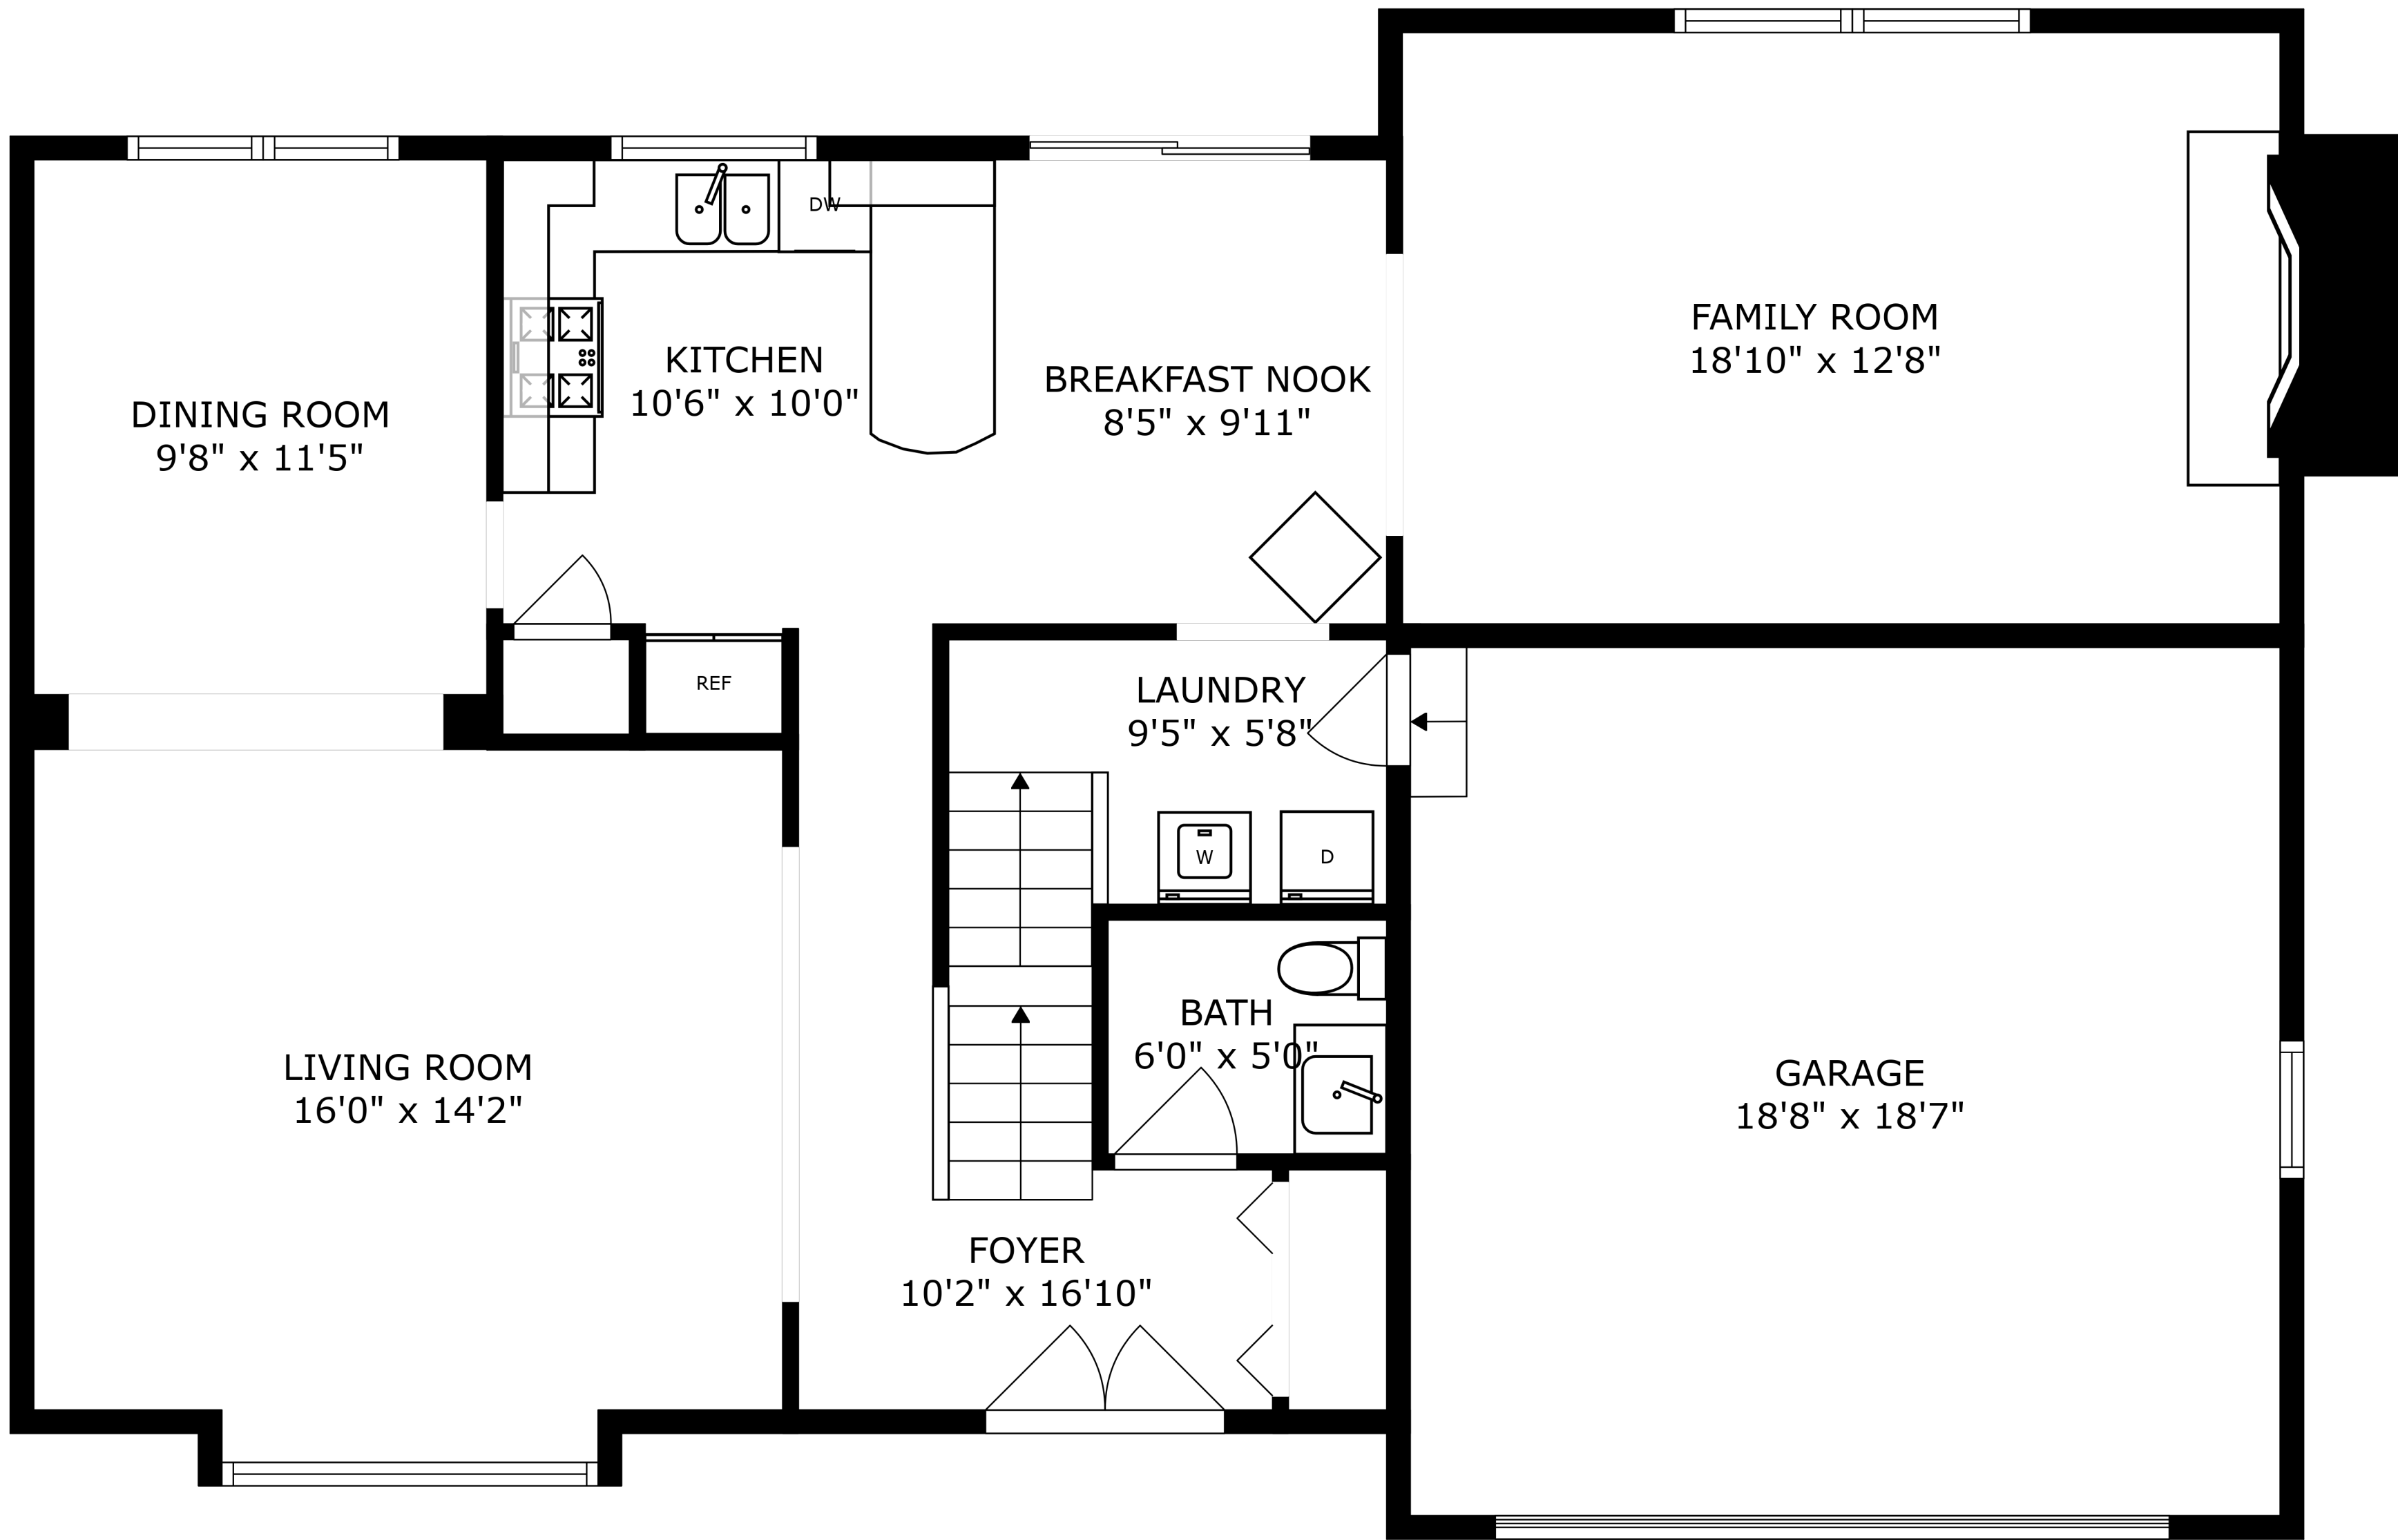 FAMILY ROOM
18'10" x 12'8"
DW
KITCHEN
10'6" x 10'0"
BREAKFAST NOOK
8'5" x 9'11"
DINING ROOM
9'8" x 11'5"
REF
LAUNDRY
9'5" x 5'8"
W
D
BATH
6'0" x 5'0"
LIVING ROOM
16'0" x 14'2"
GARAGE
18'8" x 18'7"
FOYER
10'2" x 16'10"